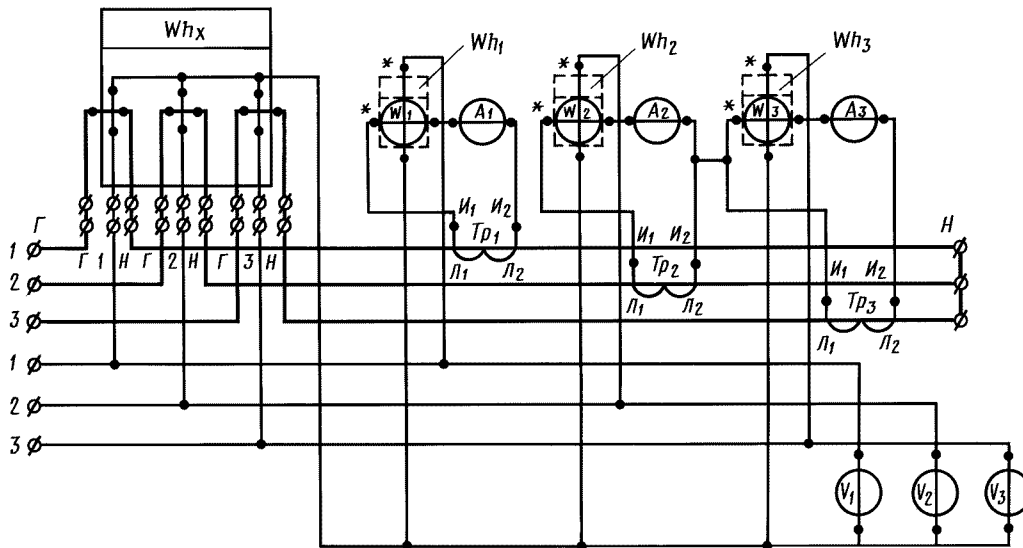 Whx
Wh1
Wh2
Wh3
*
*
*
*
*
*
W1
A1
W2
A2
W3
A3
Г
И1 И2
Тр1
Н
1
Г 1 Н Г 2 Н Г 3 Н
Л1 Л2
И1 И2
Тр2
2
Л1 Л2
И1 И2
Тр3
3
Л1 Л2
1
2
3
V1
V2
V3